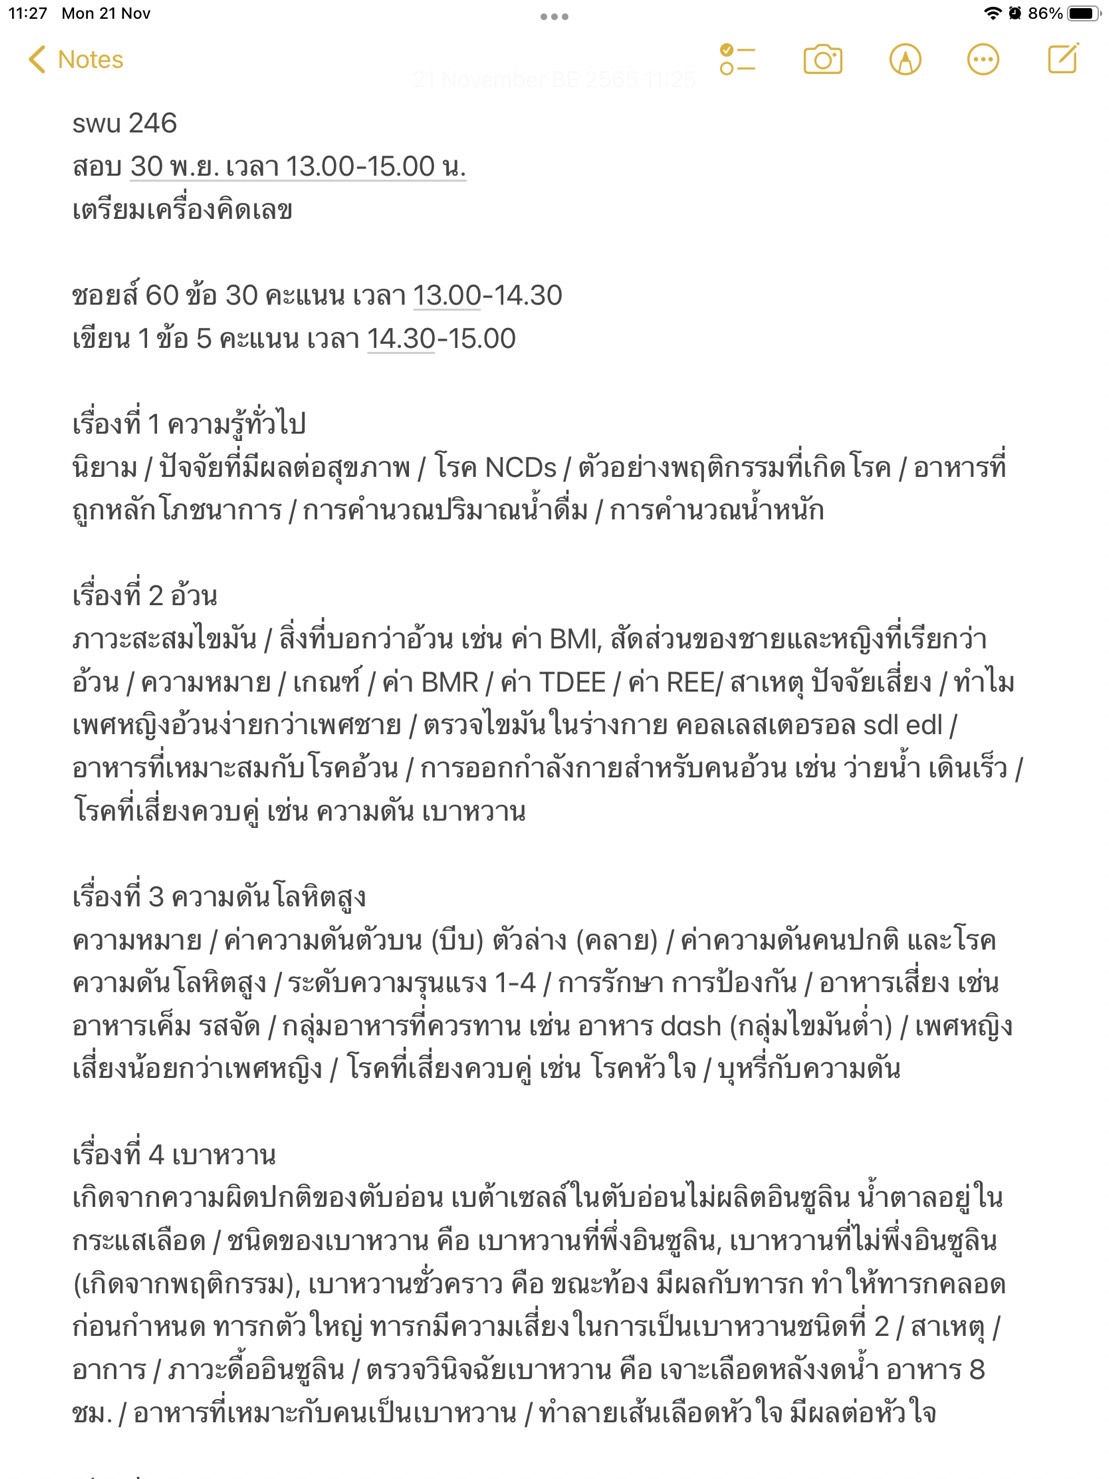 11:27 Mon 21 Nov
86%
Notes
21 November BE 2565 11:25
swu 246
สอบ 30 พ.ย. เวลา 13.00-15.00 น.
เตรียมเครื่องคิดเลข
ชอยส์ 60 ข้อ 30 คะแนน เวลา 13.00-14.30
เขียน 1 ข้อ 5 คะแนน เวลา 14.30-15.00
เรื่องที่ 1 ความรู้ทั่วไป
นิยาม / ปัจจัยที่มีผลต่อสุขภาพ / โรค NCDs / ตัวอย่างพฤติกรรมที่เกิดโรค / อาหารที่
ถูกหลักโภชนาการ / การคำนวณปริมาณน้ำดื่ม / การคำนวณน้ำหนัก
เรื่องที่ 2 อ้วน
ภาวะสะสมไขมัน / สิ่งที่บอกว่าอ้วน เช่น ค่า BMI, สัดส่วนของชายและหญิงที่เรียกว่า
อ้วน / ความหมาย / เกณฑ์ / ค่า BMR / ค่า TDEE / ค่า REE/ สาเหตุ ปัจจัยเสี่ยง / ทำไม
เพศหญิงอ้วนง่ายกว่าเพศชาย / ตรวจไขมันในร่างกาย คอลเลสเตอรอล sdl edl /
อาหารที่เหมาะสมกับโรคอ้วน / การออกกำลังกายสำหรับคนอ้วน เช่น ว่ายน้ำ เดินเร็ว /
โรคที่เสี่ยงควบคู่ เช่น ความดัน เบาหวาน
เรื่องที่ 3 ความดันโลหิตสูง
ความหมาย / ค่าความดันตัวบน (บีบ) ตัวล่าง (คลาย) / ค่าความดันคนปกติ และโรค
ความดันโลหิตสูง / ระดับความรุนแรง 1-4 / การรักษา การป้องกัน / อาหารเสี่ยง เช่น
อาหารเค็ม รสจัด / กลุ่มอาหารที่ควรทาน เช่น อาหาร dash (กลุ่มไขมันต่ำ) / เพศหญิง
เสี่ยงน้อยกว่าเพศหญิง / โรคที่เสี่ยงควบคู่ เช่น โรคหัวใจ / บุหรี่กับความดัน
เรื่องที่ 4 เบาหวาน
เกิดจากความผิดปกติของตับอ่อน เบต้าเซลล์ในตับอ่อนไม่ผลิตอินซูลิน น้ำตาลอยู่ใน
กระแสเลือด / ชนิดของเบาหวาน คือ เบาหวานที่พึ่งอินซูลิน, เบาหวานที่ไม่พึ่งอินซูลิน
(เกิดจากพฤติกรรม), เบาหวานชั่วคราว คือ ขณะท้อง มีผลกับทารก ทำให้ทารกคลอด
ก่อนกำหนด ทารกตัวใหญ่ ทารกมีความเสี่ยงในการเป็นเบาหวานชนิดที่ 2 / สาเหตุ /
อาการ / ภาวะดื้ออินซูลิน / ตรวจวินิจฉัยเบาหวาน คือ เจาะเลือดหลังงดน้ำ อาหาร 8
ชม. / อาหารที่เหมาะกับคนเป็นเบาหวาน / ทำลายเส้นเลือดหัวใจ มีผลต่อหัวใจ